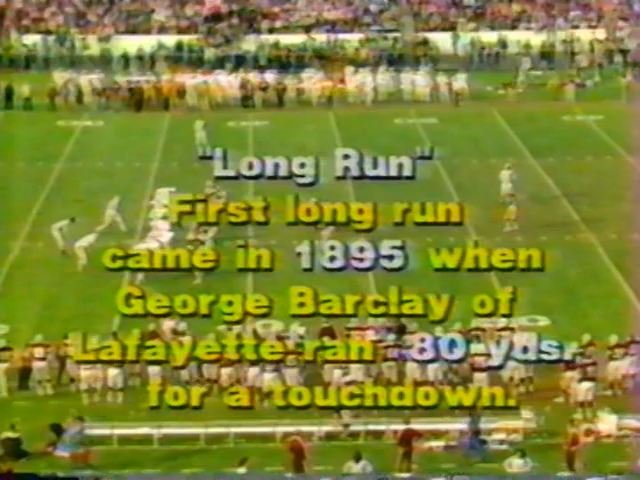 "Long Run"
First long run
came in 1895 when
George Barclay of
Lafayette ran 80 yds.
for a touchdown.